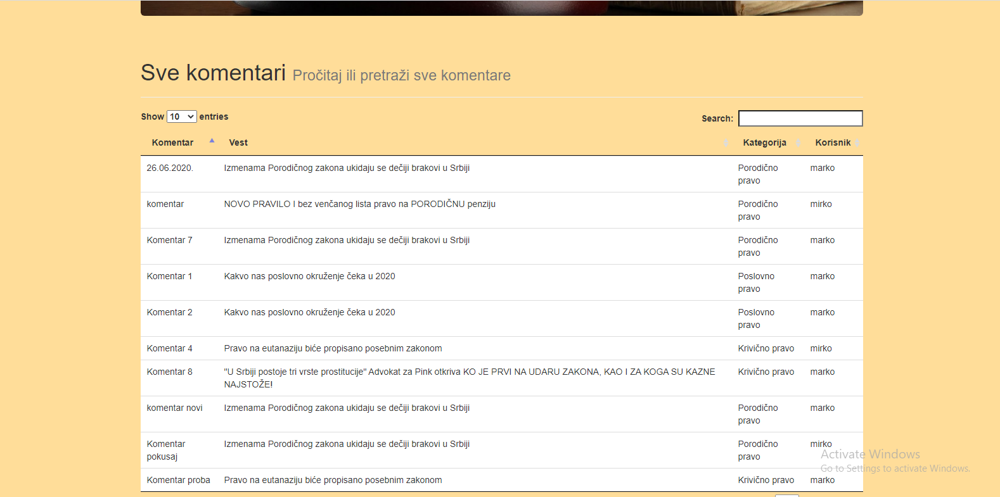 Sve komentari Pročitaj ili pretraži sve komentare
Show 10 entries
Search:
Komentar Vest Kategorija Korisnik
26.06.2020. Izmenama Porodičnog zakona ukidaju se dečiji brakovi u Srbiji Porodično marko
pravo
komentar NOVO PRAVILO I bez venčanog lista pravo na PORODIČNU penziju Porodično mirko
pravo
Komentar 7 Izmenama Porodičnog zakona ukidaju se dečiji brakovi u Srbiji Porodično marko
pravo
Komentar 1 Kakvo nas poslovno okruženje čeka u 2020 Poslovno marko
pravo
Komentar 2 Kakvo nas poslovno okruženje čeka u 2020 Poslovno marko
pravo
Komentar 4 Pravo na eutanaziju biće propisano posebnim zakonom Krivično pravo mirko
Komentar 8 "U Srbiji postoje tri vrste prostitucije" Advokat za Pink otkriva KO JE PRVI NA UDARU ZAKONA, KAO I ZA KOGA SU KAZNE Krivično pravo marko
NAJSTOŽE!
komentar novi Izmenama Porodičnog zakona ukidaju se dečiji brakovi u Srbiji Porodično marko
pravo
Komentar Izmenama Porodičnog zakona ukidaju se dečiji brakovi u Srbiji Porodično mirko
pokusaj pravo
Activate Windows
Go to Settings to activate Windows.
Komentar proba Pravo na eutanaziju biće propisano posebnim zakonom Krivično pravo marko